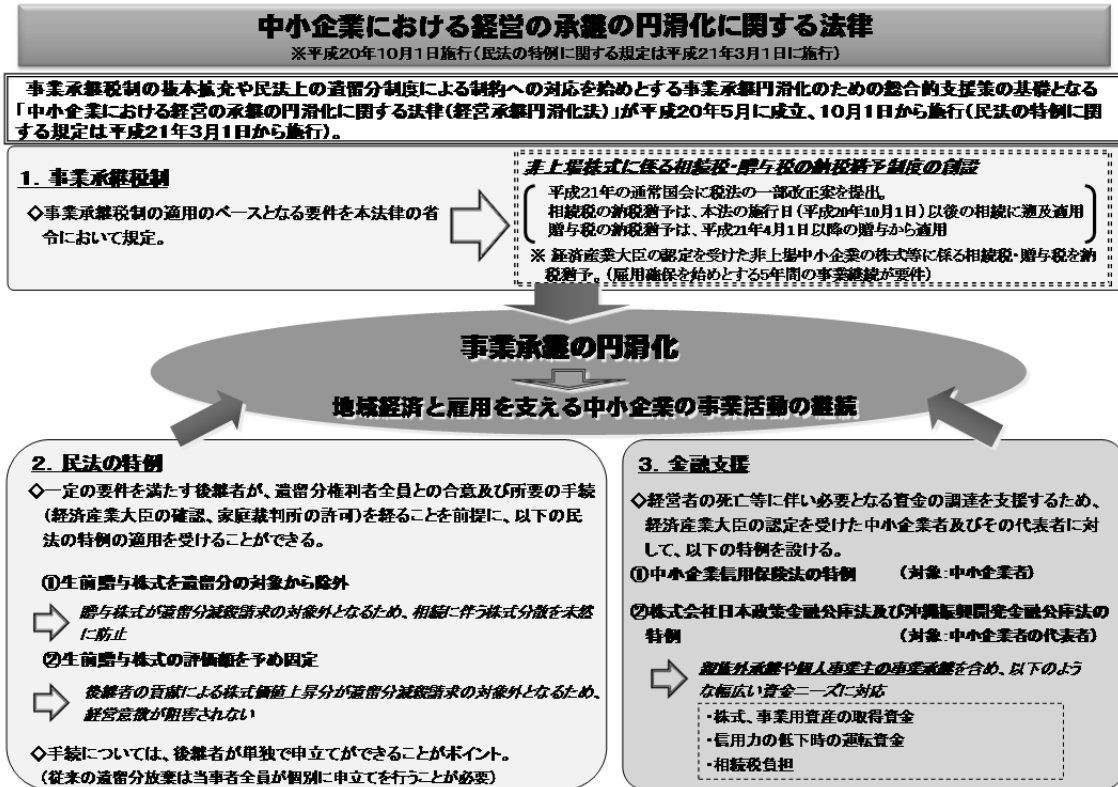 中小企業における経営の承継の円滑化に関する法律
※平成20年10月1日施行(民法の特例に関する規定は平成21年3月1日に施行)
事業承継税制の抜本拡充や民法上の遺留分制度による制約への対応を始めとする事業承継円滑化のための総合的支援策の基礎となる
「中小企業における経営の承継の円滑化に関する法律(経営承継円滑化法)」が平成20年5月に成立、10月1日から施行(民法の特例に関
する規定は平成21年3月1日から施行)。
1. 事業承継税制
◇事業承継税制の適用のベースとなる要件を本法律の省
令において規定。
非上場株式に係る相続税・贈与税の納税猶予制度の創設
平成21年の通常国会に税法の一部改正案を提出。
相続税の納税猶予は、本法の施行日(平成20年10月1日)以後の相続に遡及適用
贈与税の納税猶予は、平成21年4月1日以降の贈与から適用
※ 経済産業大臣の認定を受けた非上場中小企業の株式等に係る相続税・贈与税を納
税猶予。(雇用確保を始めとする5年間の事業継続が要件)
事業承継の円滑化
地域経済と雇用を支える中小企業の事業活動の継続
2. 民法の特例
◇一定の要件を満たす後継者が、遺留分権利者全員との合意及び所要の手続
(経済産業大臣の確認、家庭裁判所の許可)を経ることを前提に、以下の民
法の特例の適用を受けることができる。
①生前贈与株式を遺留分の対象から除外
贈与株式が遺留分減殺請求の対象外となるため、相続に伴う株式分散を未然
に防止
②生前贈与株式の評価額を予め固定
後継者の貢献による株式価値上昇分が遺留分減殺請求の対象外となるため、
経営意欲が阻害されない
◇手続については、後継者が単独で申立てができることがポイント。
(従来の遺留分放棄は当事者全員が個別に申立てを行うことが必要)
3. 金融支援
◇経営者の死亡等に伴い必要となる資金の調達を支援するため、
経済産業大臣の認定を受けた中小企業者及びその代表者に対
して、以下の特例を設ける。
①中小企業信用保険法の特例 (対象:中小企業者)
②株式会社日本政策金融公庫法及び沖縄振興開発金融公庫法の
特例 (対象:中小企業者の代表者)
親族外承継や個人事業主の事業承継を含め、以下のよう
な幅広い資金ニーズに対応
・株式、事業用資産の取得資金
・信用力の低下時の運転資金
・相続税負担